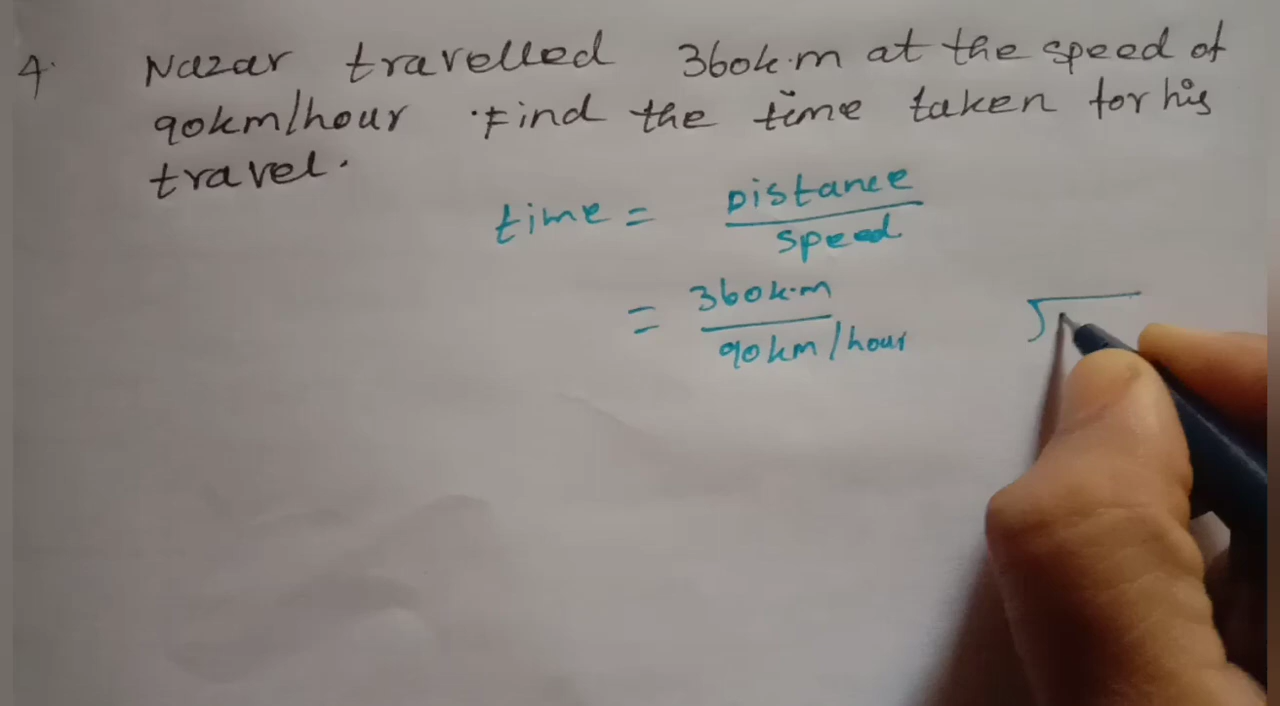 4. Nazar travelled 360k.m at the speed of
90km/hour. Find the time taken for his
travel.
time = Distance
speed
= 360k.m
90km/hour